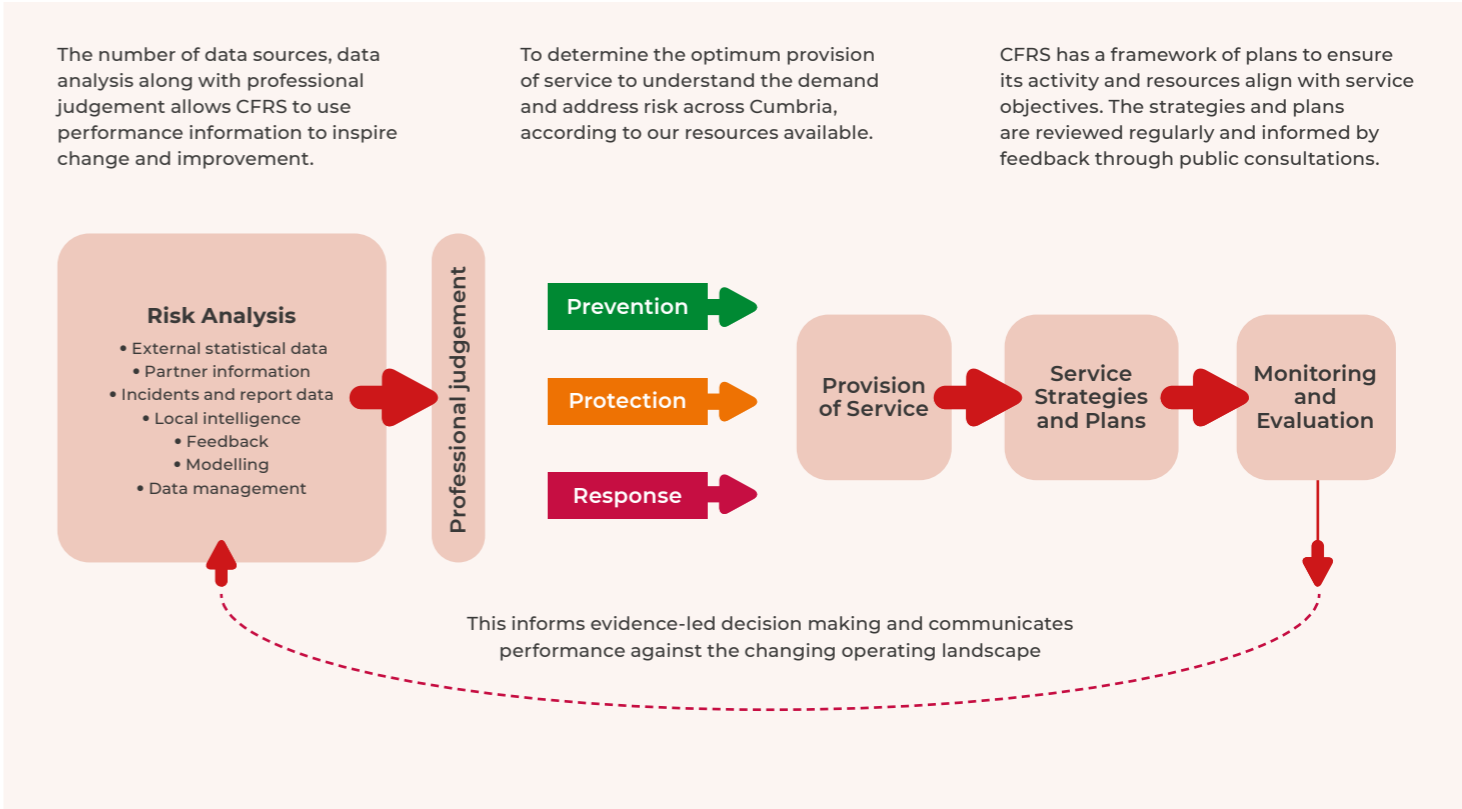 The number of data sources, data
analysis along with professional
judgement allows CFRS to use
performance information to inspire
change and improvement.
To determine the optimum provision
of service to understand the demand
and address risk across Cumbria,
according to our resources available.
CFRS has a framework of plans to ensure
its activity and resources align with service
objectives. The strategies and plans
are reviewed regularly and informed by
feedback through public consultations.
Risk Analysis
• External statistical data
• Partner information
• Incidents and report data
• Local intelligence
• Feedback
• Modelling
• Data management
Professional judgement
Prevention
Protection
Response
Provision
of Service
Service
Strategies
and Plans
Monitoring
and
Evaluation
This informs evidence-led decision making and communicates
performance against the changing operating landscape